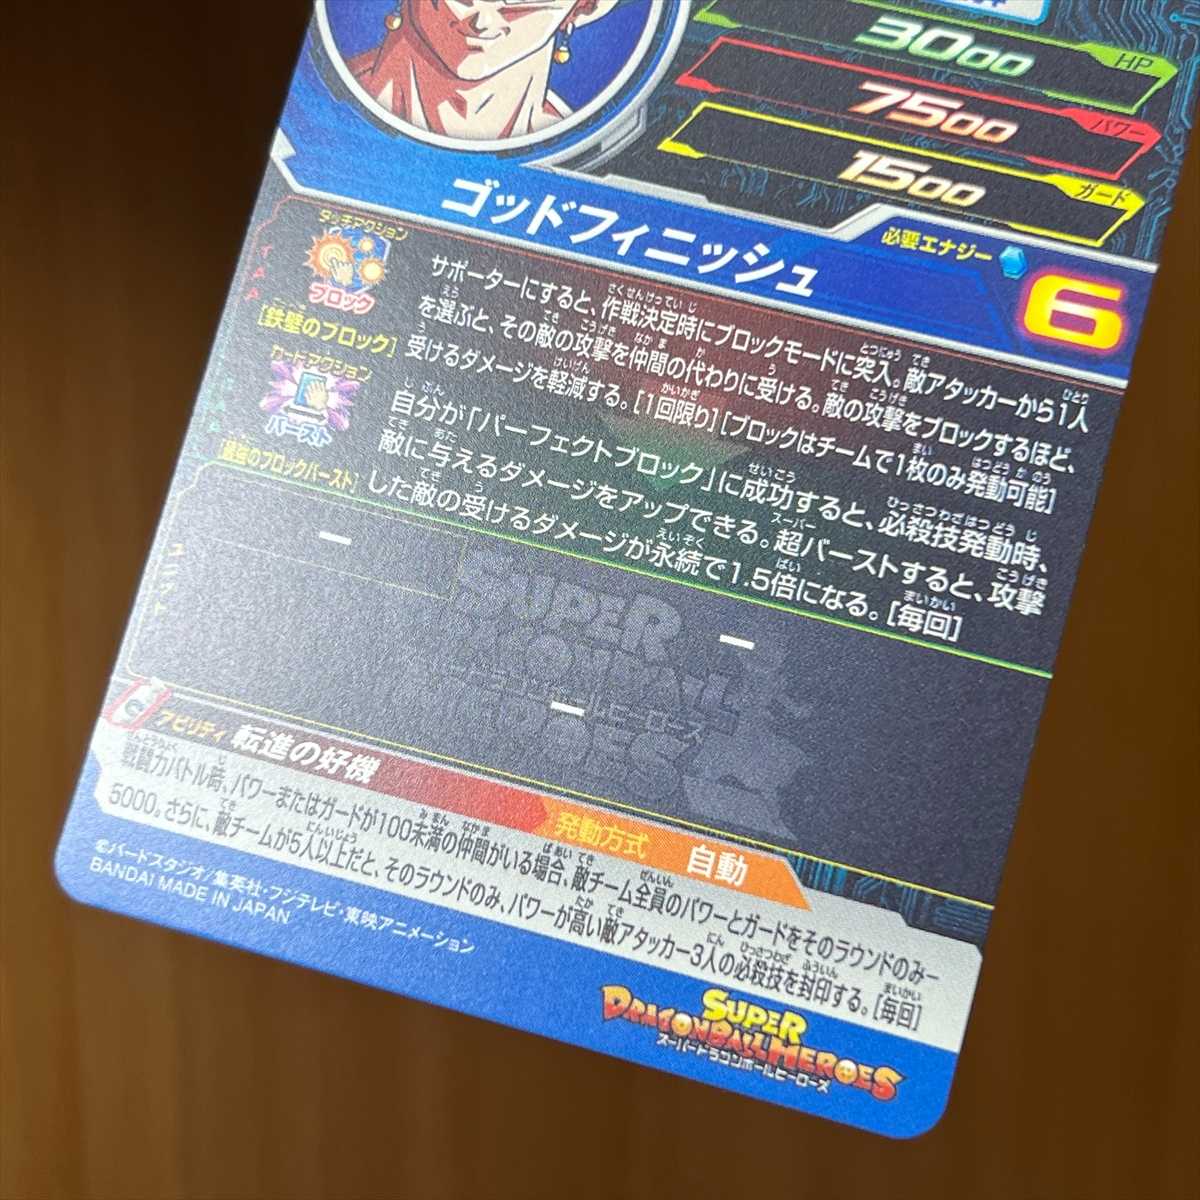 3000
HP
7500
パワー
1500
ガード
ゴッドフィニッシュ
必要エナジー
6
タッチアクション
ブロック
[鉄壁のブロック]
サポーターにすると、作戦決定時にブロックモードに突入。敵アタッカーから1人
を選ぶと、その敵の攻撃を仲間の代わりに受ける。敵の攻撃をブロックするほど、
受けるダメージを軽減する。[1回限り][ブロックはチームで1枚のみ発動可能]
カードアクション
バースト
自分が「パーフェクトブロック」に成功すると、必殺技発動時、
敵に与えるダメージをアップできる。超バーストすると、攻撃
した敵の受けるダメージが永続で1.5倍になる。[毎回]
ユニット
ー
ー
ー
SUPER
アビリティ
転進の好機
発動方式
自動
戦闘力バトル時、パワーまたはガードが100未満の仲間がいる場合、敵チーム全員のパワーとガードをそのラウンドのみー
5000。さらに、敵チームが5人以上だと、そのラウンドのみ、パワーが高い敵アタッカー3人の必殺技を封印する。[毎回]
©バードスタジオ/集英社・フジテレビ・東映アニメーション
BANDAI MADE IN JAPAN
SUPER
DRAGONBALL HEROES
スーパードラゴンボールヒーローズ